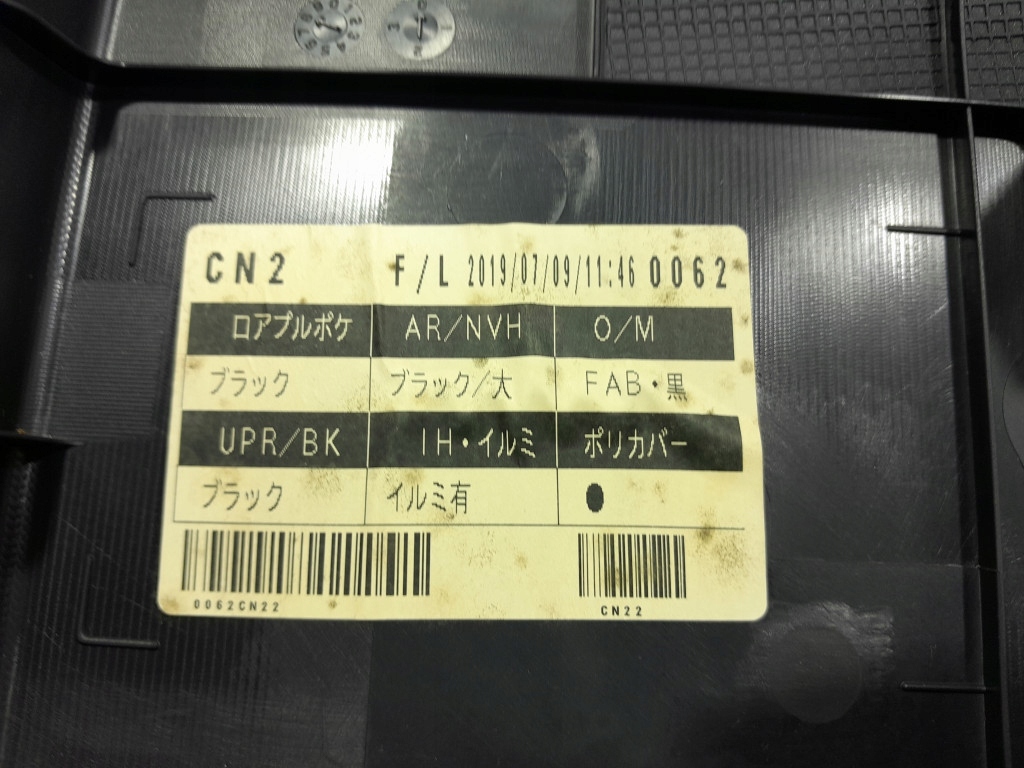 CN2 F/L 2019/07/09/11:46 0062
ロアプルポケ AR/NVH O/M
ブラック ブラック/大 FAB・黒
UPR/BK IH・イルミ ポリカバー
ブラック イルミ有 ●
0062CN22 CN22